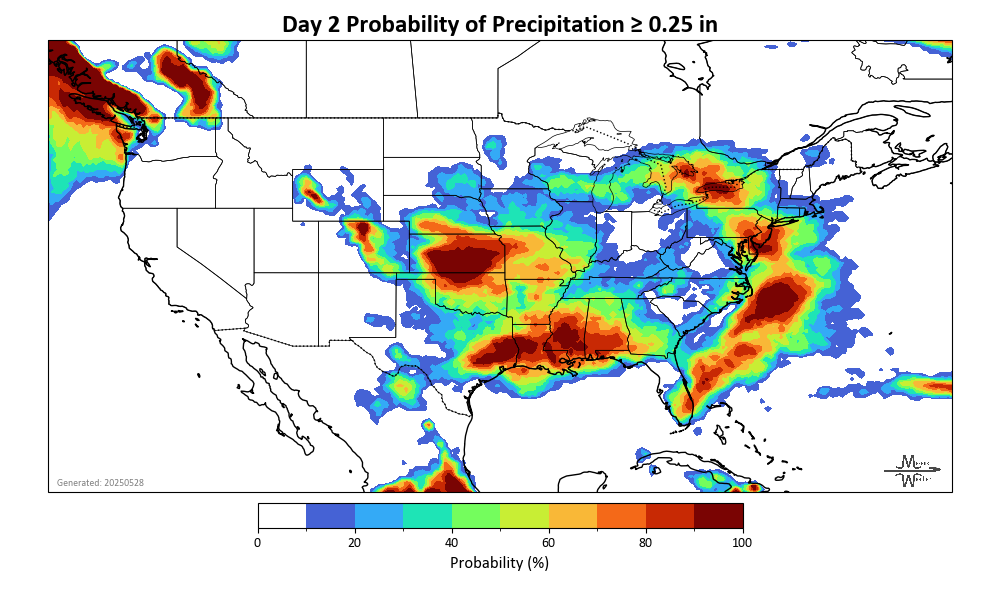 Day 2 Probability of Precipitation ≥ 0.25 in
Generated: 20250528
0 20 40 60 80 100
Probability (%)